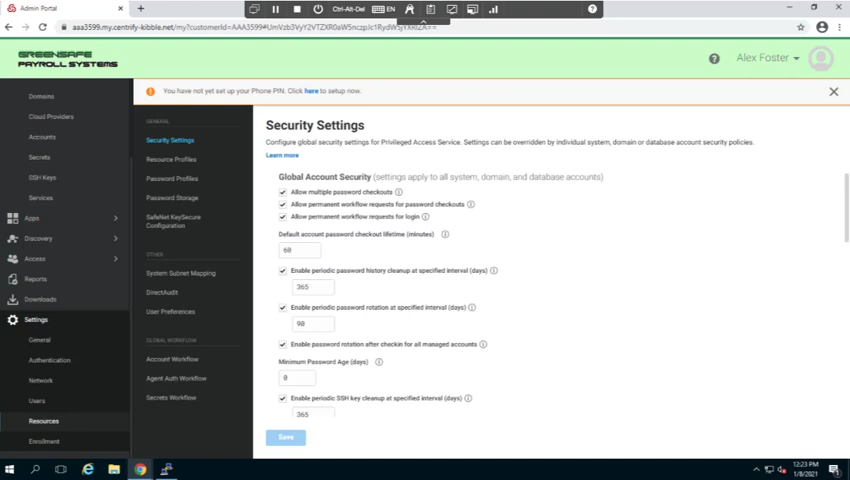 Admin Portal
Ctrl-Alt-Del
EN
GREENSAFE
PAYROLL SYSTEMS
Alex Foster
You have not yet set up your Phone PIN. Click here to setup now.
Domains
Cloud Providers
Accounts
Secrets
SSH Keys
Services
Apps
Discovery
Access
Reports
Downloads
Settings
General
Authentication
Network
Users
Resources
Enrollment
GENERAL
Security Settings
Resource Profiles
Password Profiles
Password Storage
SafeNet KeySecure
Configuration
OTHER
System Subnet Mapping
DirectAudit
User Preferences
GLOBAL WORKFLOW
Account Workflow
Agent Auth Workflow
Secrets Workflow
Security Settings
Configure global security settings for Privileged Access Service. Settings can be overridden by individual system, domain or database account security policies.
Learn more
Global Account Security (settings apply to all system, domain, and database accounts)
Allow multiple password checkouts
Allow permanent workflow requests for password checkouts
Allow permanent workflow requests for login
Default account password checkout lifetime (minutes)
60
Enable periodic password history cleanup at specified interval (days)
365
Enable periodic password rotation at specified interval (days)
90
Enable password rotation after checkin for all managed accounts
Minimum Password Age (days)
0
Enable periodic SSH key cleanup at specified interval (days)
365
Save
12:23 PM
1/8/2021